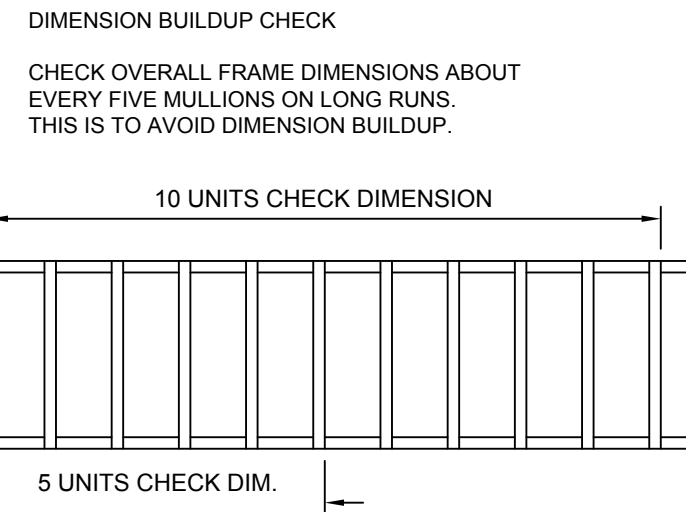 DIMENSION BUILDUP CHECK
CHECK OVERALL FRAME DIMENSIONS ABOUT
EVERY FIVE MULLIONS ON LONG RUNS.
THIS IS TO AVOID DIMENSION BUILDUP.
10 UNITS CHECK DIMENSION
5 UNITS CHECK DIM.